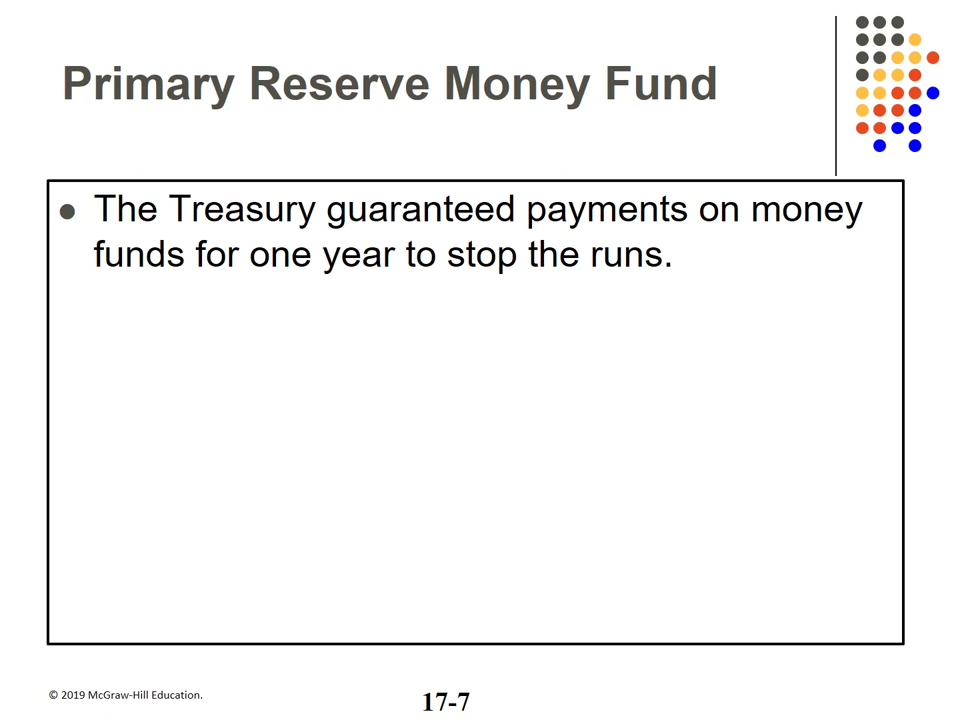 Primary Reserve Money Fund
The Treasury guaranteed payments on money
funds for one year to stop the runs.
© 2019 McGraw-Hill Education.
17-7